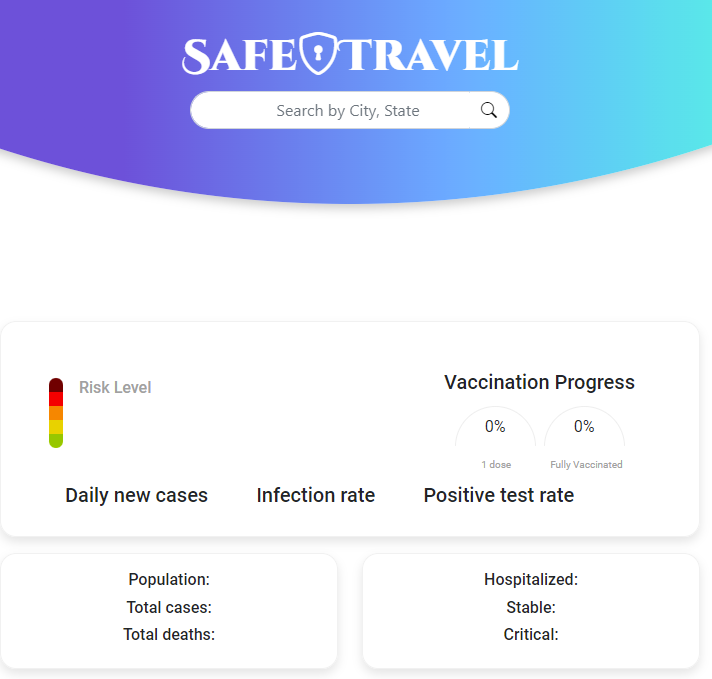 SAFE TRAVEL
Search by City, State
Risk Level
Vaccination Progress
0% 0%
1 dose Fully Vaccinated
Daily new cases Infection rate Positive test rate
Population:
Total cases:
Total deaths:
Hospitalized:
Stable:
Critical: